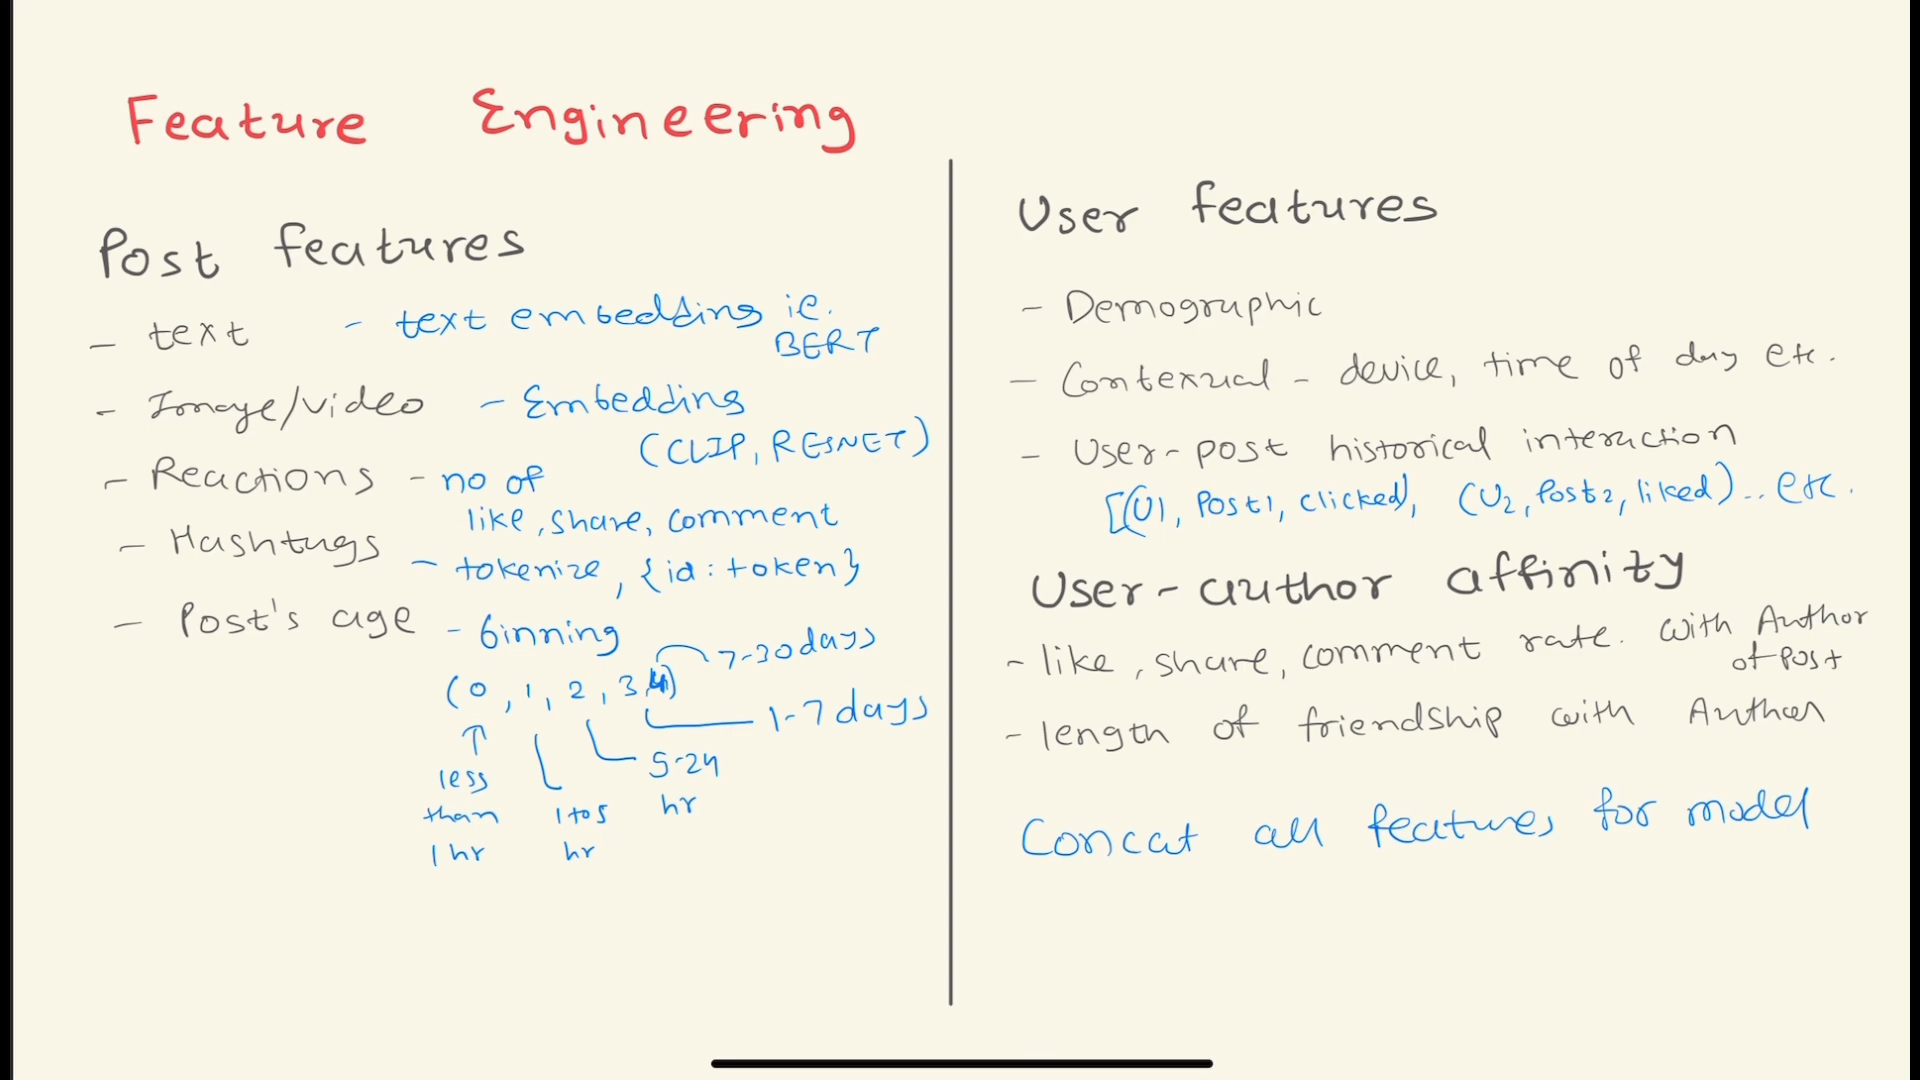 Feature Engineering
Post features
- text - text embedding ie.
BERT
- Image/video - Embedding
(CLIP, RESNET)
- Reactions - no of
like, share, comment
- Hashtags - tokenize, {id: token}
- Post's age - binning
(0, 1, 2, 3, 4) 7-30 days
1-7 days
5-24
hr
less
than
1 hr
1 to 5
hr
User features
- Demographic
- Contexual - device, time of day etc.
- User-post historical interaction
[(U1, Post1, clicked), (U2, Post2, liked) .. etc.
User-author affinity
- like, share, comment rate. with Author
of post
- length of friendship with Author
Concat all features for model